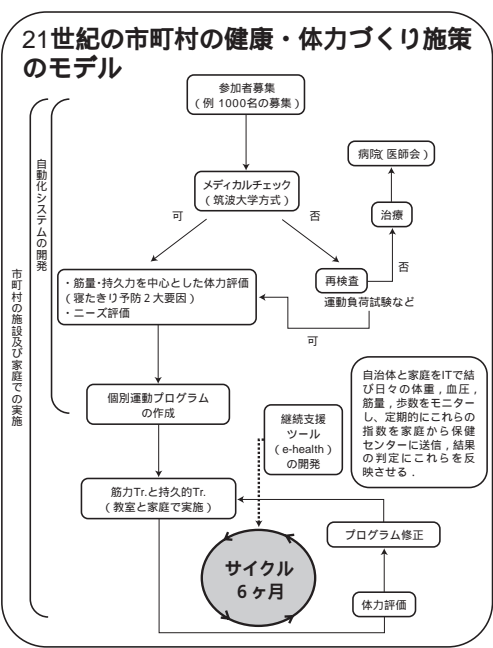 21世紀の市町村の健康・体力づくり施策
のモデル
参加者募集
(例 1000名の募集)
メディカルチェック
(筑波大学方式)
病院(医師会)
治療
可
否
再検査
否
運動負荷試験など
可
・筋量・持久力を中心とした体力評価
(寝たきり予防２大要因)
・ニーズ評価
個別運動プログラム
の作成
継続支援
ツール
(e-health)
の開発
自治体と家庭をITで結
び日々の体重，血圧，
筋量，歩数をモニター
し、定期的にこれらの
指数を家庭から保健
センターに送信，結果
の判定にこれらを反
映させる．
筋力Tr.と持久的Tr.
(教室と家庭で実施)
プログラム修正
サイクル
６ヶ月
体力評価
自動化システムの開発
市町村の施設及び家庭での実施